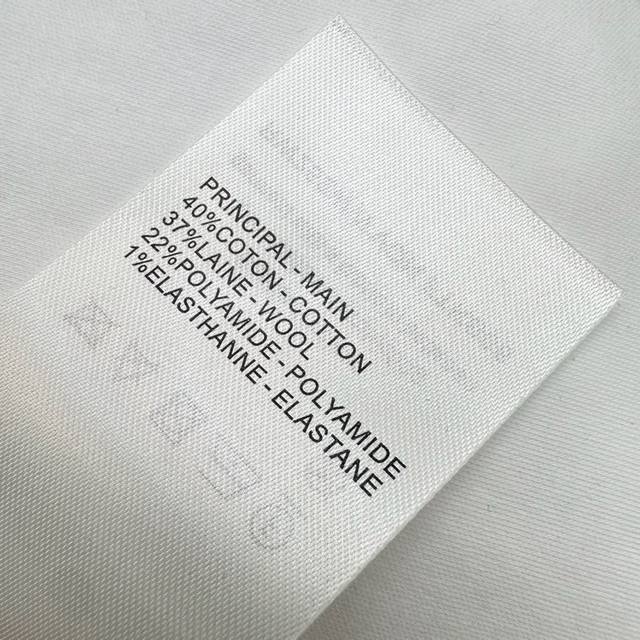 PRINCIPAL - MAIN
40%COTON - COTTON
37%LAINE - WOOL
22%POLYAMIDE - POLYAMIDE
1%ELASTHANNE - ELASTANE